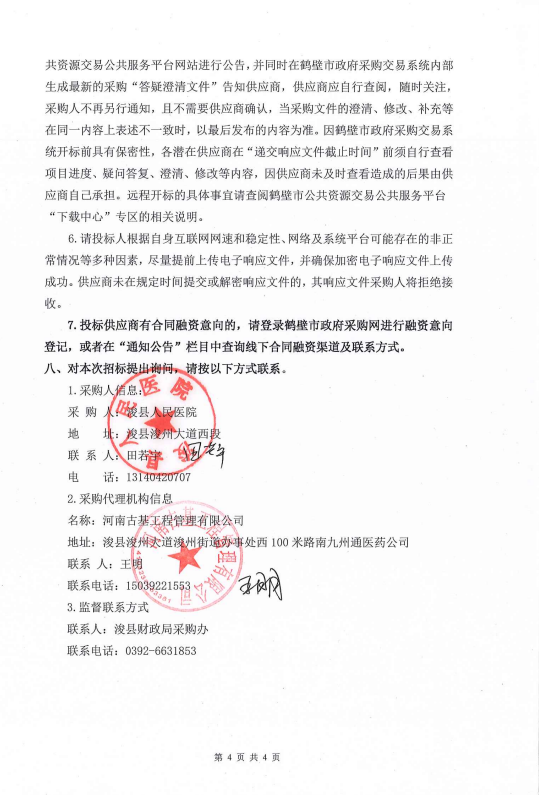 共资源交易公共服务平台网站进行公告，并同时在鹤壁市政府采购交易系统内部
生成最新的采购“答疑澄清文件”告知供应商，供应商应自行查阅，随时关注，
采购人不再另行通知，且不需要供应商确认，当采购文件的澄清、修改、补充等
在同一内容上表述不一致时，以最后发布的内容为准。因鹤壁市政府采购交易系
统开标前具有保密性，各潜在供应商在“递交响应文件截止时间”前须自行查看
项目进度、疑问答复、澄清、修改等内容，因供应商未及时查看造成的后果由供
应商自己承担。远程开标的具体事宜请查阅鹤壁市公共资源交易公共服务平台
“下载中心”专区的相关说明。
6.请投标人根据自身互联网网速和稳定性、网络及系统平台可能存在的非正
常情况等多种因素，尽量提前上传电子响应文件，并确保加密电子响应文件上传
成功。供应商未在规定时间提交或解密响应文件的，其响应文件采购人将拒绝接
收。
7.投标供应商有合同融资意向的，请登录鹤壁市政府采购网进行融资意向
登记，或者在“通知公告”栏目中查询线下合同融资渠道及联系方式。
八、对本次招标提出询问，请按以下方式联系。
1.采购人信息：
采 购 人：浚县人民医院
地 址：浚县浚州大道西段
联 系 人：田若宇
电 话：13140420707
2.采购代理机构信息
名称：河南古基工程管理有限公司
地址：浚县浚州大道浚州街道办事处西 100 米路南九州通医药公司
联系 人：王明
联系电话：15039221553
3.监督联系方式
联系人：浚县财政局采购办
联系电话：0392-6631853
第 4 页 共 4 页